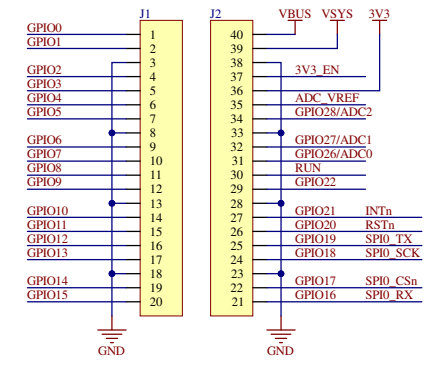 J1 J2 VBUS VSYS 3V3
GPIO0 1 40
GPIO1 2 39
3 38
GPIO2 4 37 3V3_EN
GPIO3 5 36
GPIO4 6 35 ADC_VREF
GPIO5 7 34 GPIO28/ADC2
8 33
GPIO6 9 32 GPIO27/ADC1
GPIO7 10 31 GPIO26/ADC0
GPIO8 11 30 RUN
GPIO9 12 29 GPIO22
13 28
GPIO10 14 27 GPIO21 INTn
GPIO11 15 26 GPIO20 RSTn
GPIO12 16 25 GPIO19 SPI0_TX
GPIO13 17 24 GPIO18 SPI0_SCK
18 23
GPIO14 19 22 GPIO17 SPI0_CSn
GPIO15 20 21 GPIO16 SPI0_RX
GND GND